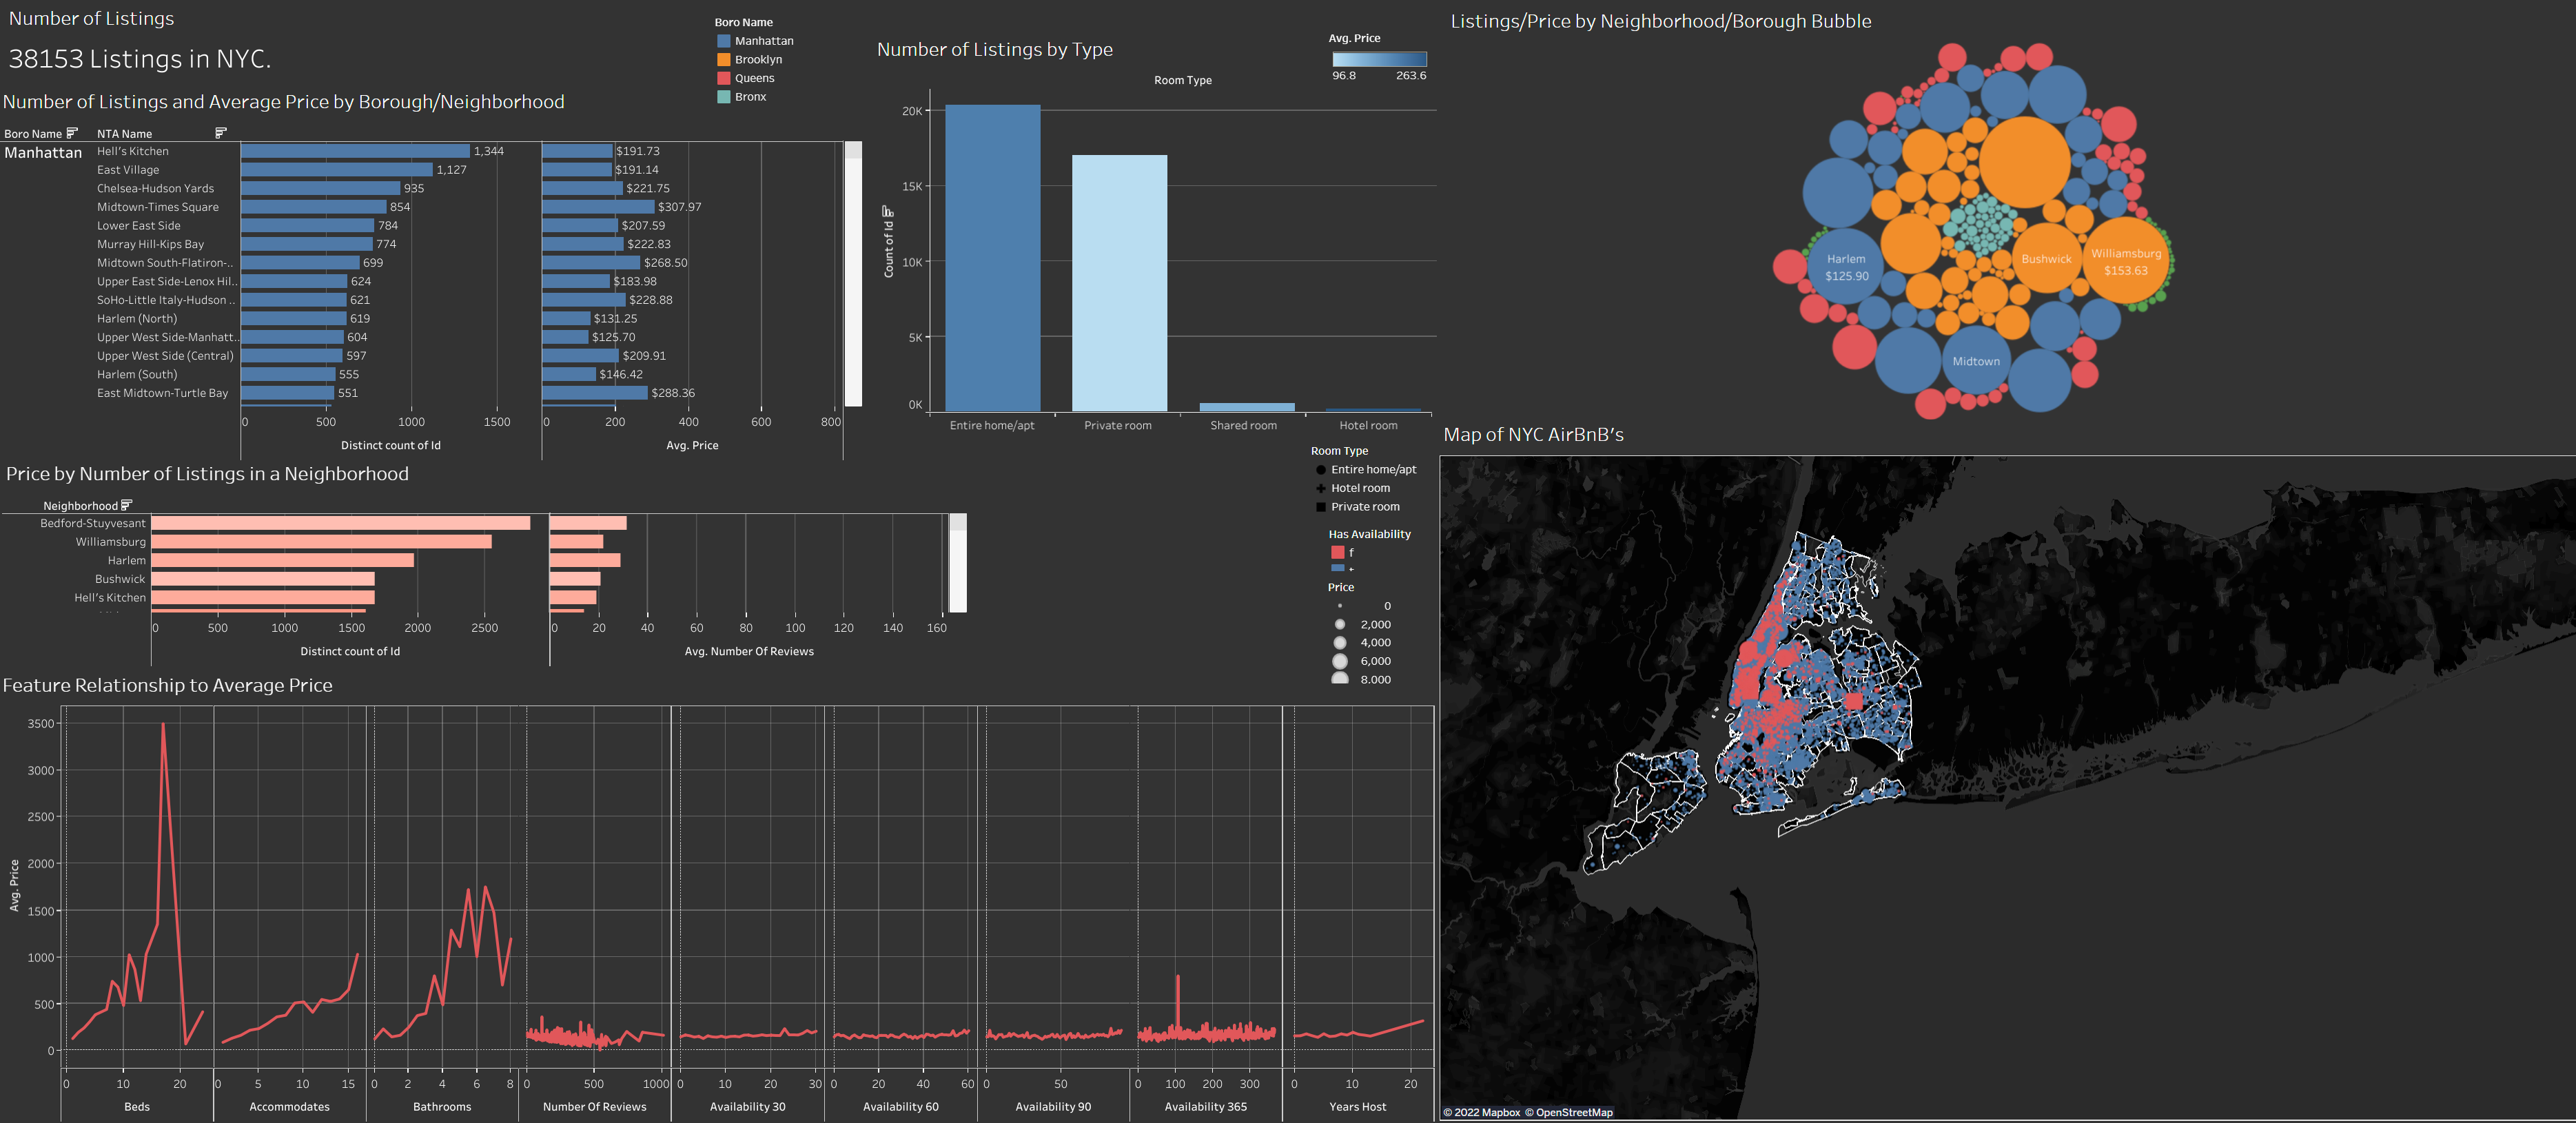 Number of Listings
38153 Listings in NYC.
Number of Listings and Average Price by Borough/Neighborhood
Boro Name
Manhattan
Brooklyn
Queens
Bronx
Boro Name NTA Name
Manhattan
Hell's Kitchen 1,344 $191.73
East Village 1,127 $191.14
Chelsea-Hudson Yards 935 $221.75
Midtown-Times Square 854 $307.97
Lower East Side 784 $207.59
Murray Hill-Kips Bay 774 $222.83
Midtown South-Flatiron-.. 699 $268.50
Upper East Side-Lenox Hil.. 624 $183.98
SoHo-Little Italy-Hudson .. 621 $228.88
Harlem (North) 619 $131.25
Upper West Side-Manhatt.. 604 $125.70
Upper West Side (Central) 597 $209.91
Harlem (South) 555 $146.42
East Midtown-Turtle Bay 551 $288.36
0 500 1000 1500 0 200 400 600 800
Distinct count of Id Avg. Price
Number of Listings by Type
Avg. Price
96.8 263.6
Room Type
Count of Id
20K
15K
10K
5K
0K
Entire home/apt Private room Shared room Hotel room
Price by Number of Listings in a Neighborhood
Neighborhood
Bedford-Stuyvesant
Williamsburg
Harlem
Bushwick
Hell's Kitchen
0 500 1000 1500 2000 2500 0 20 40 60 80 100 120 140 160
Distinct count of Id Avg. Number Of Reviews
Room Type
Entire home/apt
Hotel room
Private room
Has Availability
f
Price
0
2,000
4,000
6,000
8,000
Feature Relationship to Average Price
Avg. Price
3500
3000
2500
2000
1500
1000
500
0
0 10 20 0 5 10 15 0 2 4 6 8 0 500 1000 0 10 20 30 0 20 40 60 0 50 0 100 200 300 0 10 20
Beds Accommodates Bathrooms Number Of Reviews Availability 30 Availability 60 Availability 90 Availability 365 Years Host
Listings/Price by Neighborhood/Borough Bubble
Harlem
$125.90
Bushwick
Williamsburg
$153.63
Midtown
Map of NYC AirBnB's
© 2022 Mapbox © OpenStreetMap